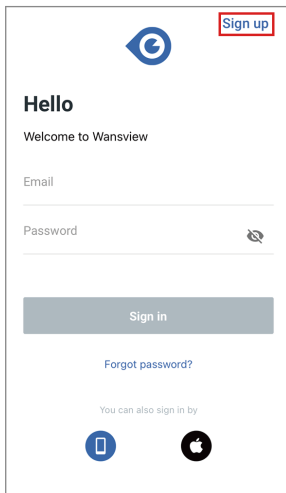 Sign up
Hello
Welcome to Wansview
Email
Password
Sign in
Forgot password?
You can also sign in by